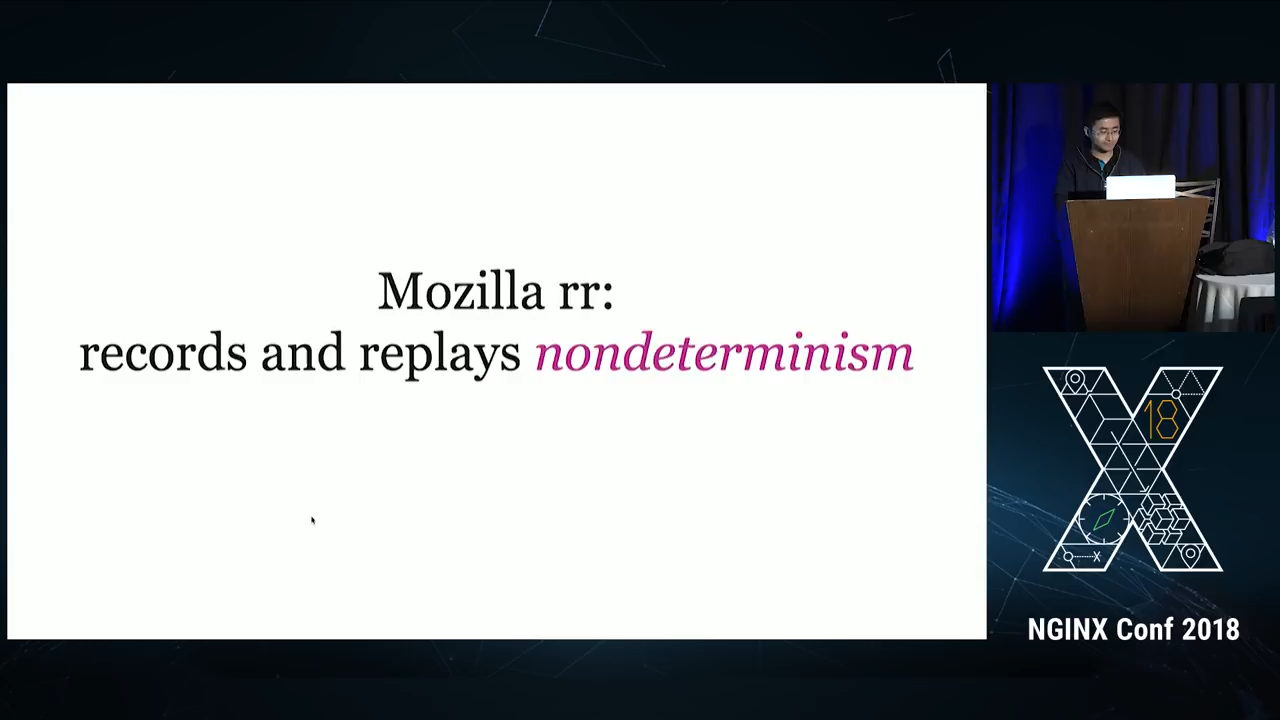 Mozilla rr:
records and replays nondeterminism
18
NGINX Conf 2018